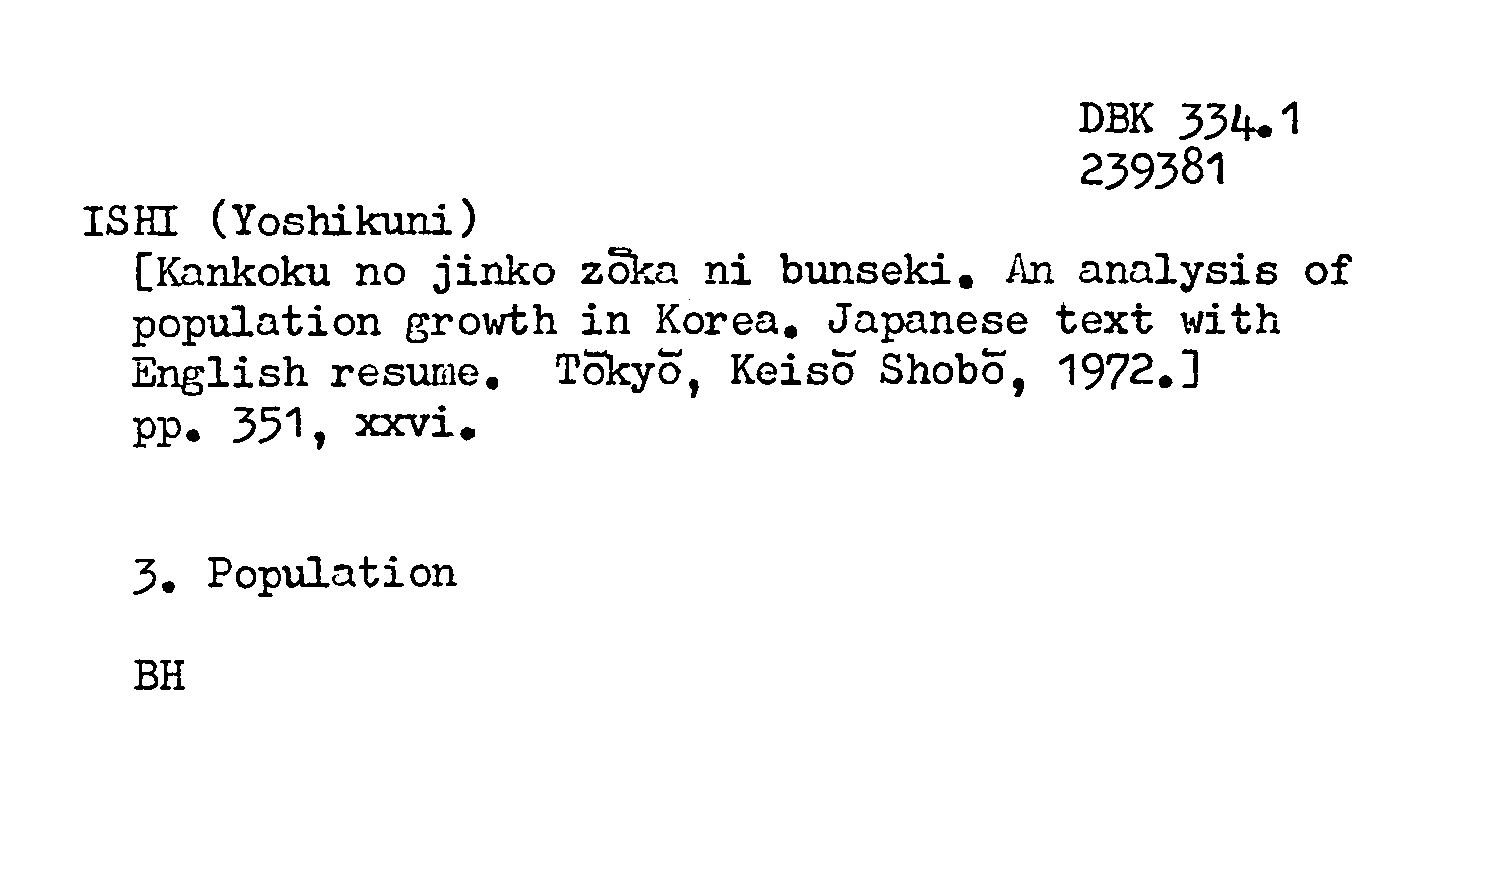 DBK 334.1
239381
ISHI (Yoshikuni)
[Kankoku no jinko zōka ni bunseki. An analysis of
population growth in Korea. Japanese text with
English resume. Tōkyō, Keisō Shobō, 1972.]
pp. 351, xxvi.
3. Population
BH